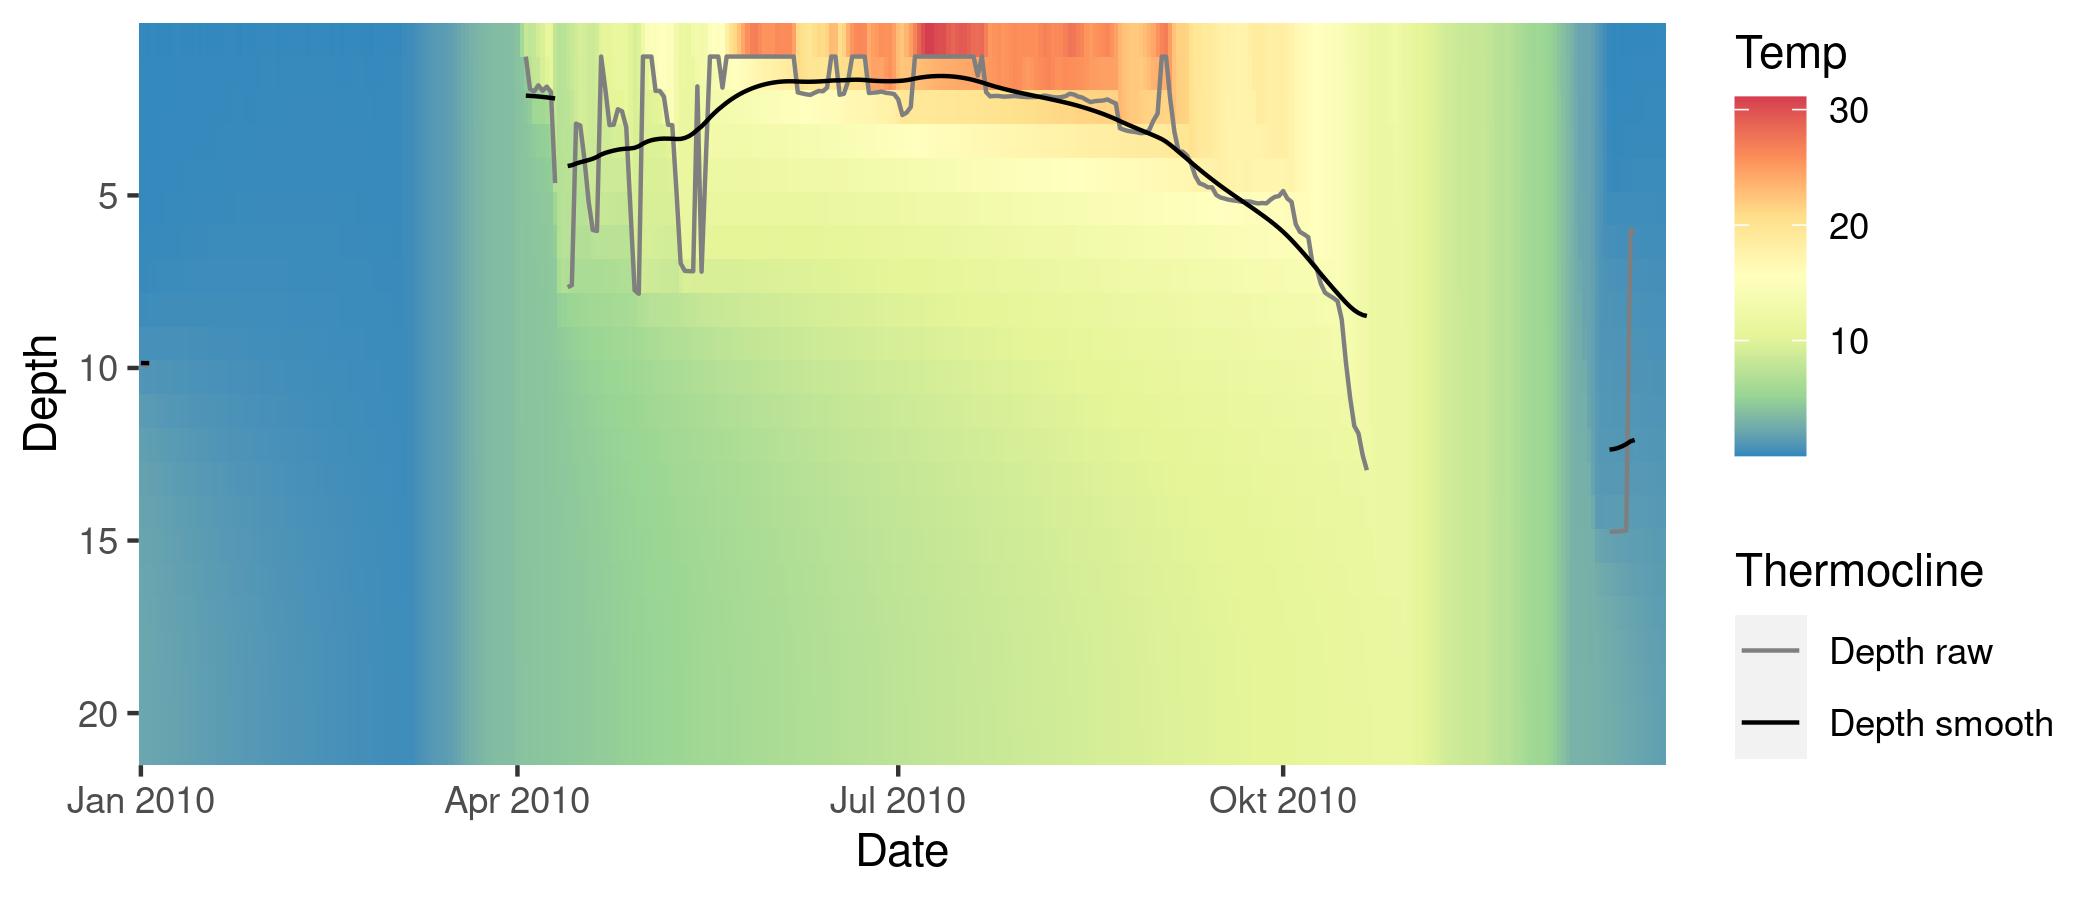 Temp
30
20
10
Thermocline
Depth raw
Depth smooth
Depth
5
10
15
20
Jan 2010
Apr 2010
Jul 2010
Okt 2010
Date